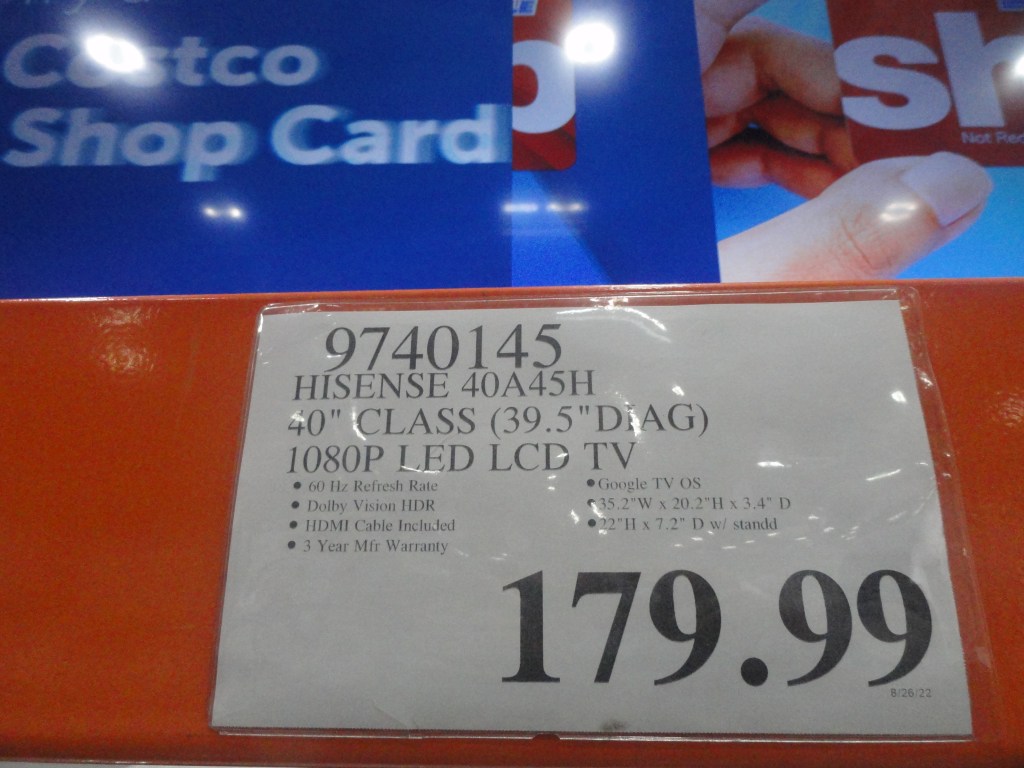 Costco
Shop Card
sh
Not Rec
9740145
HISENSE 40A45H
40" CLASS (39.5"DIAG)
1080P LED LCD TV
• 60 Hz Refresh Rate
• Dolby Vision HDR
• HDMI Cable Included
• 3 Year Mfr Warranty
• Google TV OS
• 35.2"W x 20.2"H x 3.4" D
• 22"H x 7.2" D w/ standd
179.99
8/26/22